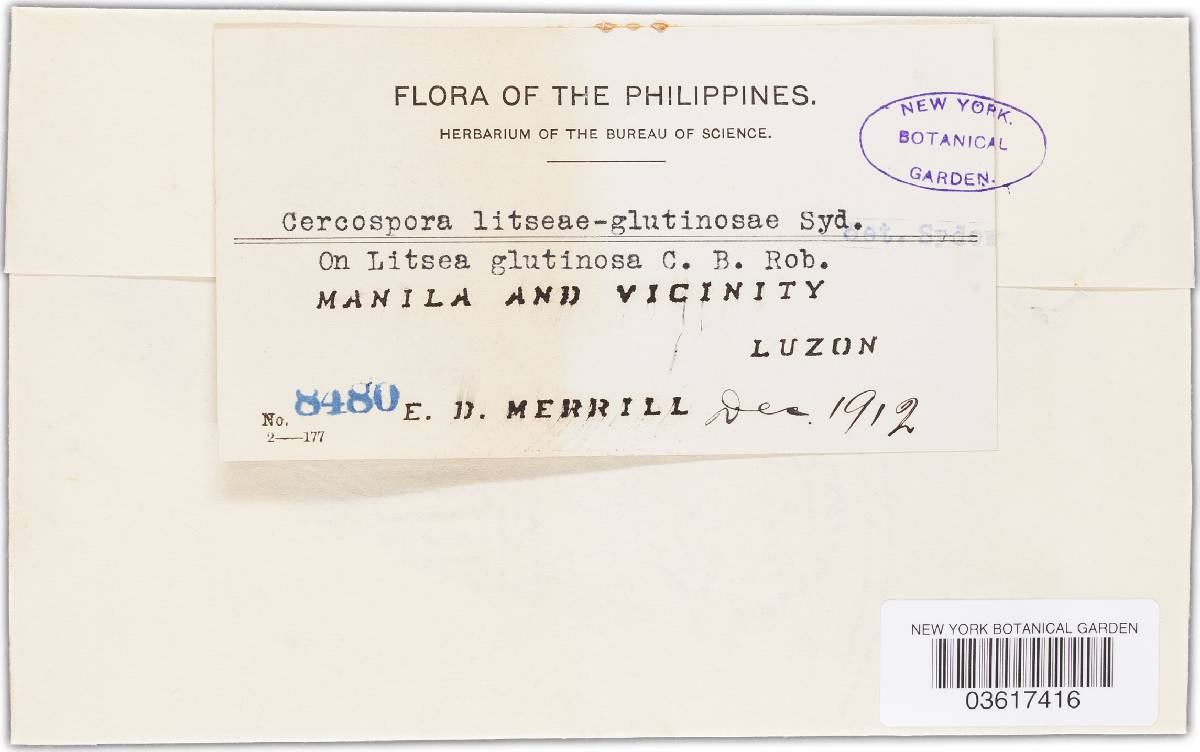 FLORA OF THE PHILIPPINES.
HERBARIUM OF THE BUREAU OF SCIENCE.
NEW YORK.
BOTANICAL
GARDEN.
Cercospora litseae-glutinosae Syd.
det. Sydow
On Litsea glutinosa C. B. Rob.
MANILA AND VICINITY
LUZON
No. 8480 E. D. MERRILL Dec. 1912
2—177
NEW YORK BOTANICAL GARDEN
03617416